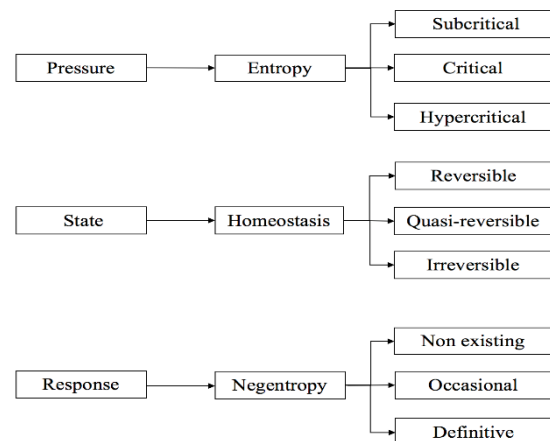 Subcritical
Pressure
Entropy
Critical
Hypercritical
Reversible
State
Homeostasis
Quasi-reversible
Irreversible
Non existing
Response
Negentropy
Occasional
Definitive